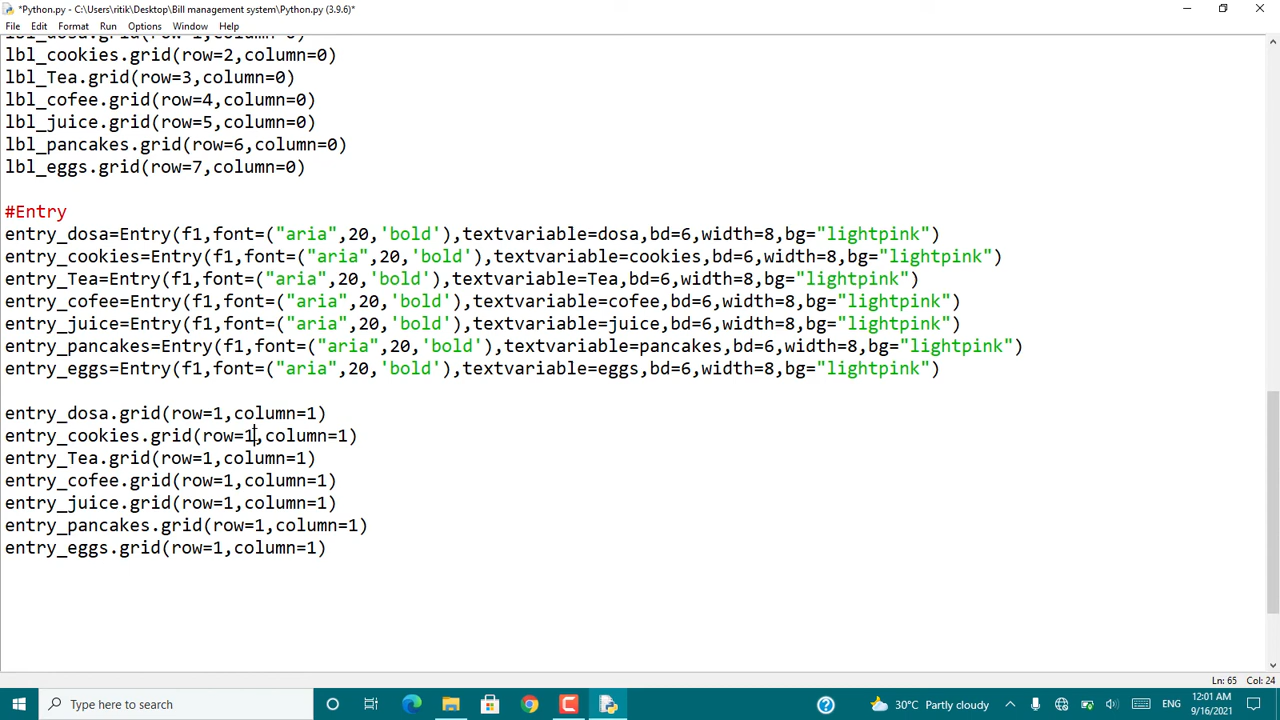 *Python.py - C:\Users\ritik\Desktop\Bill management system\Python.py (3.9.6)*
File Edit Format Run Options Window Help
lbl_dosa.grid(row=1,column=0)
lbl_cookies.grid(row=2,column=0)
lbl_Tea.grid(row=3,column=0)
lbl_cofee.grid(row=4,column=0)
lbl_juice.grid(row=5,column=0)
lbl_pancakes.grid(row=6,column=0)
lbl_eggs.grid(row=7,column=0)
#Entry
entry_dosa=Entry(f1,font=("aria",20,'bold'),textvariable=dosa,bd=6,width=8,bg="lightpink")
entry_cookies=Entry(f1,font=("aria",20,'bold'),textvariable=cookies,bd=6,width=8,bg="lightpink")
entry_Tea=Entry(f1,font=("aria",20,'bold'),textvariable=Tea,bd=6,width=8,bg="lightpink")
entry_cofee=Entry(f1,font=("aria",20,'bold'),textvariable=cofee,bd=6,width=8,bg="lightpink")
entry_juice=Entry(f1,font=("aria",20,'bold'),textvariable=juice,bd=6,width=8,bg="lightpink")
entry_pancakes=Entry(f1,font=("aria",20,'bold'),textvariable=pancakes,bd=6,width=8,bg="lightpink")
entry_eggs=Entry(f1,font=("aria",20,'bold'),textvariable=eggs,bd=6,width=8,bg="lightpink")
entry_dosa.grid(row=1,column=1)
entry_cookies.grid(row=1,column=1)
entry_Tea.grid(row=1,column=1)
entry_cofee.grid(row=1,column=1)
entry_juice.grid(row=1,column=1)
entry_pancakes.grid(row=1,column=1)
entry_eggs.grid(row=1,column=1)
Ln: 65 Col: 24
Type here to search
30°C Partly cloudy
ENG
12:01 AM
9/16/2021